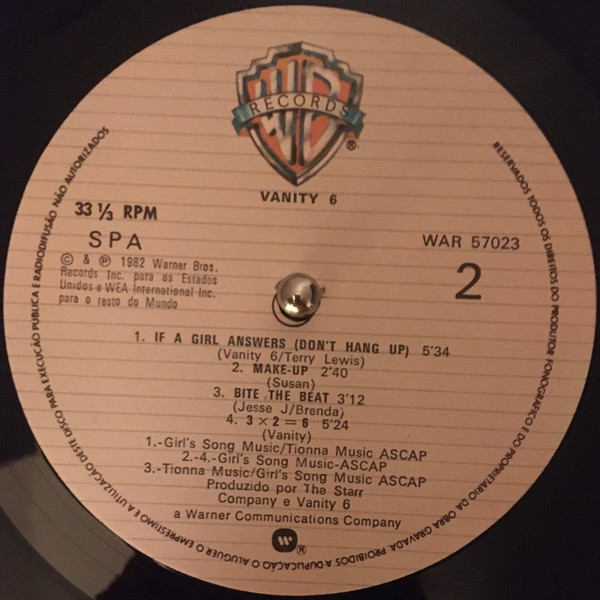 WB
RECORDS
®
VANITY 6
33 ⅓ RPM
SPA
WAR 57023
2
© & ℗ 1982 Warner Bros.
Records Inc. para os Estados
Unidos e WEA International Inc.
para o resto do Mundo
1. IF A GIRL ANSWERS (DON'T HANG UP) 5'34
(Vanity 6/Terry Lewis)
2. MAKE-UP 2'40
(Susan)
3. BITE THE BEAT 3'12
(Jesse J/Brenda)
4. 3 × 2 = 6 5'24
(Vanity)
1.-Girl's Song Music/Tionna Music ASCAP
2.-4.-Girl's Song Music-ASCAP
3.-Tionna Music/Girl's Song Music ASCAP
Produzido por The Starr
Company e Vanity 6
a Warner Communications Company
®
RESERVADOS TODOS OS DIREITOS DO PRODUTOR FONOGRÁFICO E DO PROPRIETÁRIO DA OBRA GRAVADA. PROIBIDOS A DUPLICAÇÃO O ALUGUER O EMPRÉSTIMO E A UTILIZAÇÃO DESTE DISCO PARA EXECUÇÃO PÚBLICA E RADIODIFUSÃO NÃO AUTORIZADOS